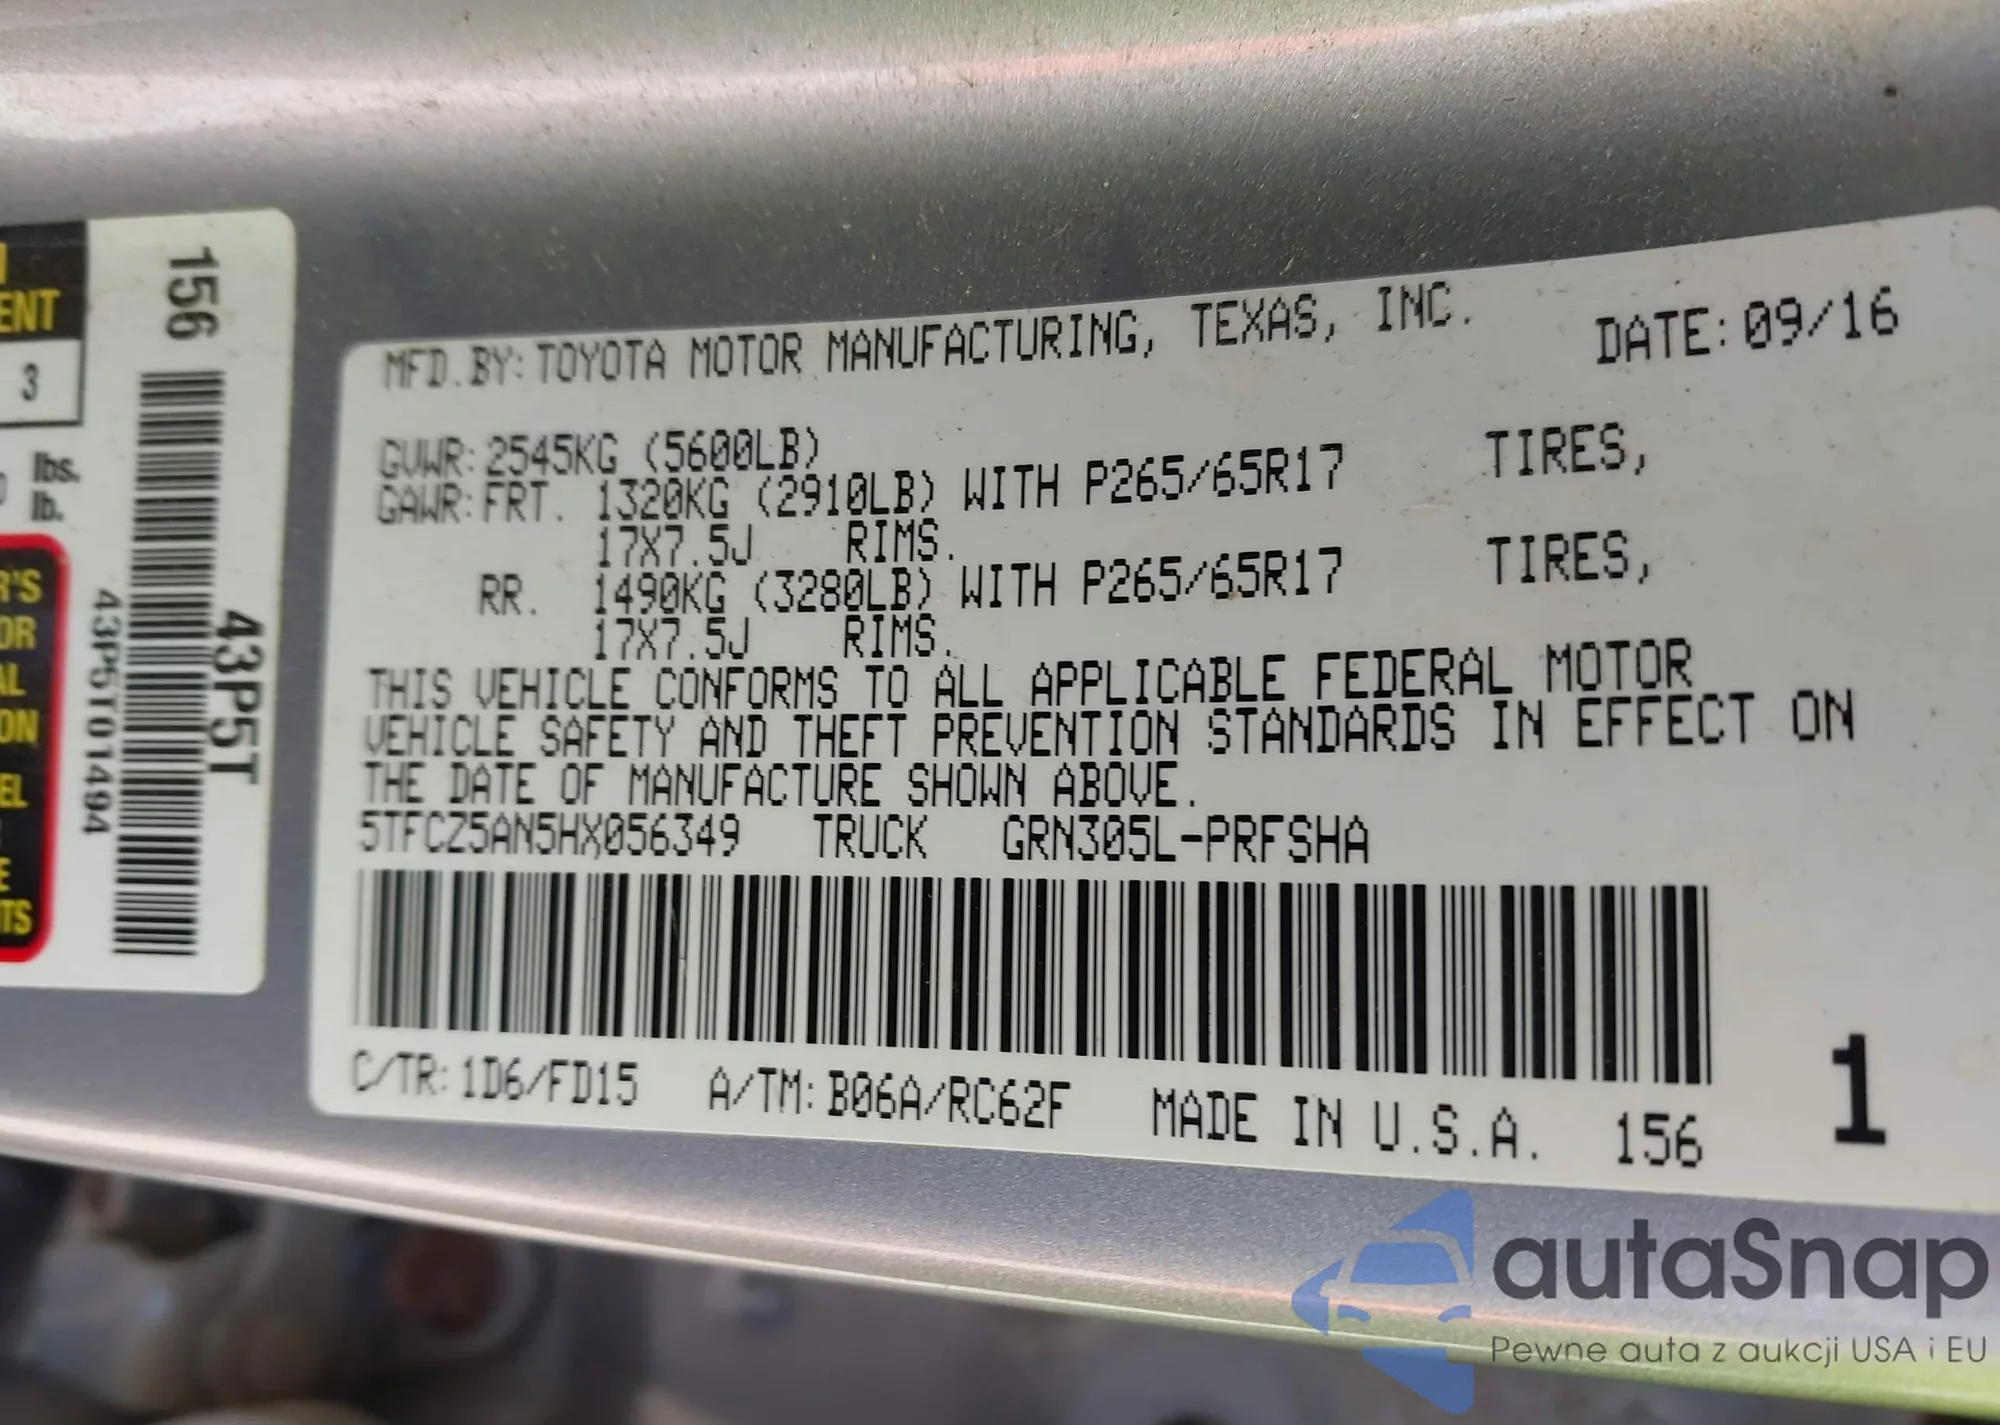 ENT
3
lbs.
lb.
156
43P5T01494
43P5T
MFD. BY: TOYOTA MOTOR MANUFACTURING, TEXAS, INC. DATE: 09/16
GVWR: 2545KG (5600LB)
GAWR: FRT. 1320KG (2910LB) WITH P265/65R17 TIRES,
17X7.5J RIMS.
RR. 1490KG (3280LB) WITH P265/65R17 TIRES,
17X7.5J RIMS.
THIS VEHICLE CONFORMS TO ALL APPLICABLE FEDERAL MOTOR
VEHICLE SAFETY AND THEFT PREVENTION STANDARDS IN EFFECT ON
THE DATE OF MANUFACTURE SHOWN ABOVE.
5TFCZ5AN5HX056349 TRUCK GRN305L-PRFSHA
C/TR: 1D6/FD15 A/TM: B06A/RC62F MADE IN U.S.A. 156
1
autaSnap
Pewne auta z aukcji USA i EU